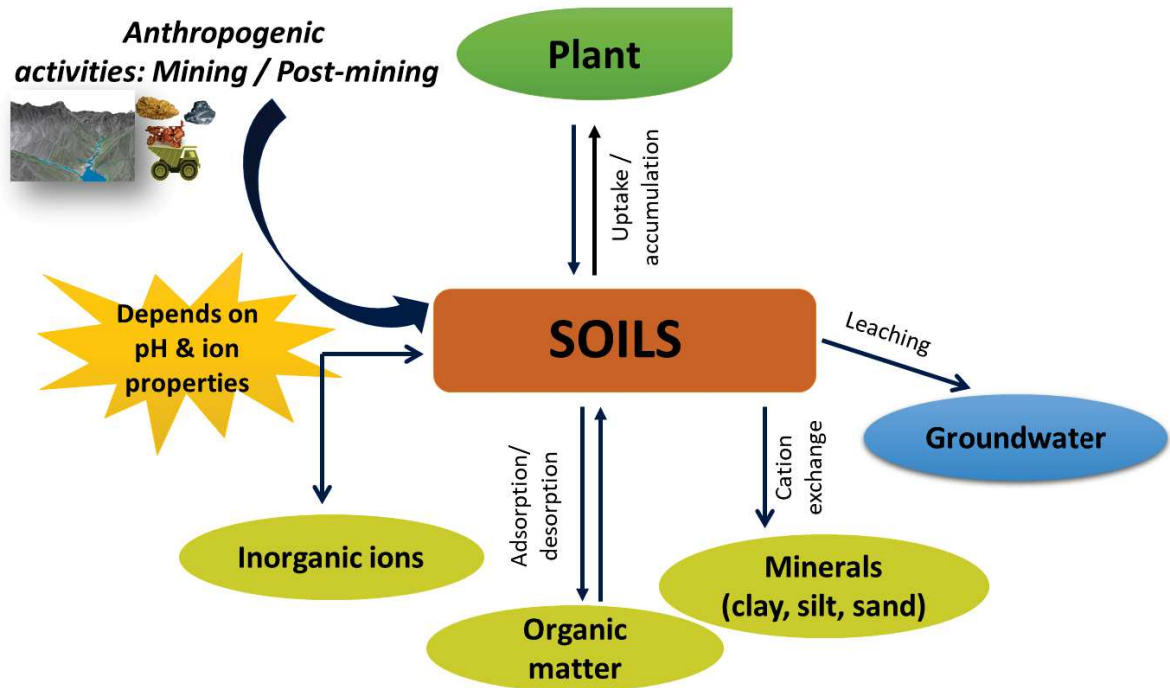 Anthropogenic
activities: Mining / Post-mining
Plant
Uptake /
accumulation
Depends on
pH & ion
properties
SOILS
Leaching
Groundwater
Adsorption/
desorption
Cation
exchange
Inorganic ions
Minerals
(clay, silt, sand)
Organic
matter